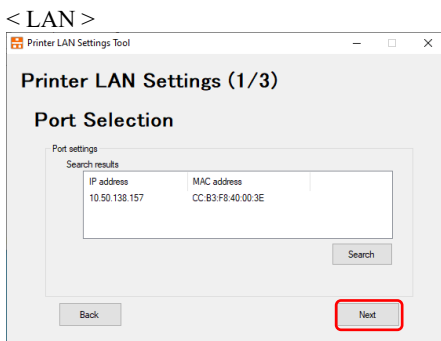 < LAN >
Printer LAN Settings Tool
Printer LAN Settings (1/3)
Port Selection
Port settings
Search results
IP address MAC address
10.50.138.157 CC:B3:F8:40:00:3E
Search
Back Next